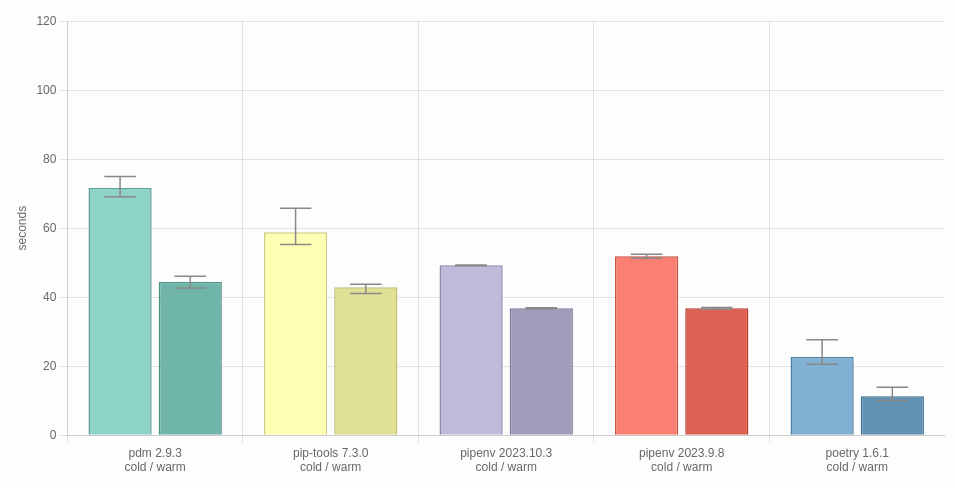 120
100
80
60
40
20
0
seconds
pdm 2.9.3
cold / warm
pip-tools 7.3.0
cold / warm
pipenv 2023.10.3
cold / warm
pipenv 2023.9.8
cold / warm
poetry 1.6.1
cold / warm